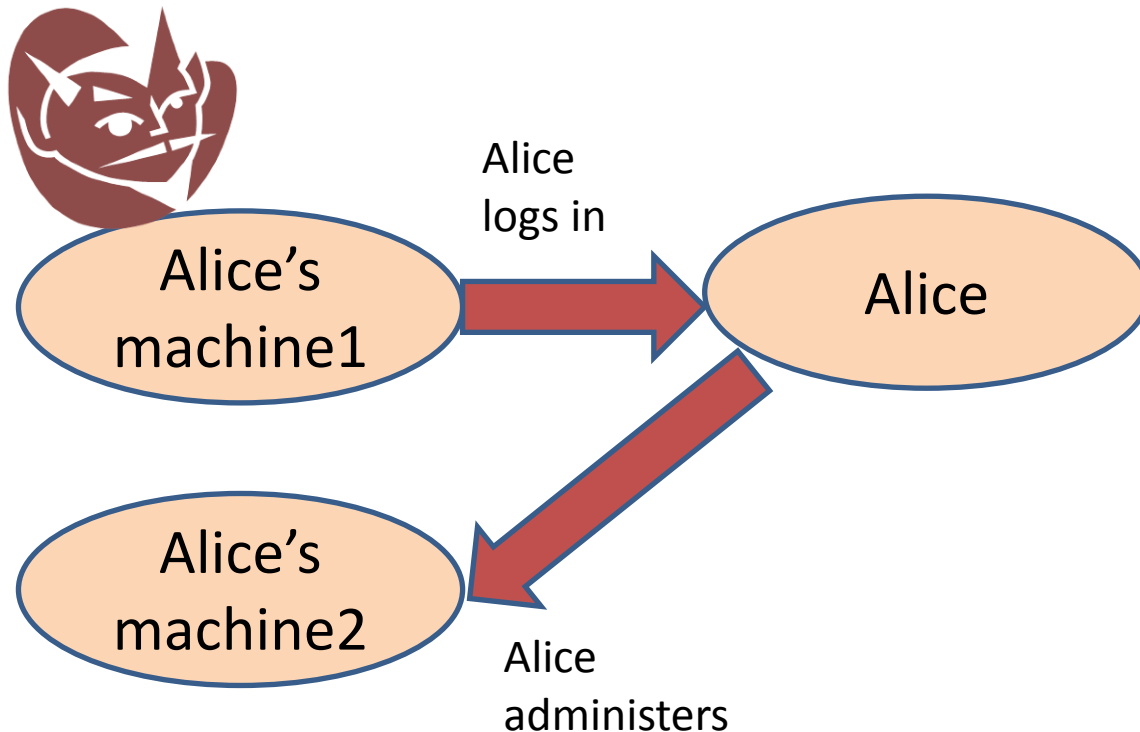 Alice
logs in
Alice’s
machine1
Alice
Alice’s
machine2
Alice
administers